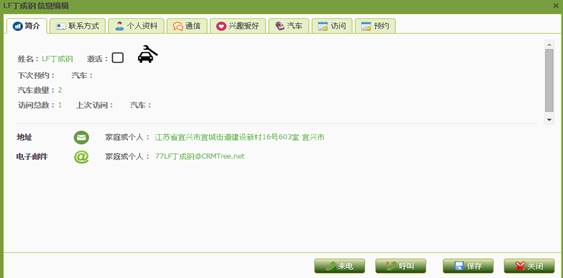 LF丁成钢 信息编辑
简介 联系方式 个人资料 通信 兴趣爱好 汽车 访问 预约
姓名：LF丁成钢 激活：
下次预约： 汽车：
汽车数量：2
访问总数：1 上次访问： 汽车：
地址 家庭或个人： 江苏省宜兴市宜城街道建设新村16号603室 宜兴市
电子邮件 家庭或个人： 77LF丁成钢@CRMTree.net
来电 呼叫 保存 关闭